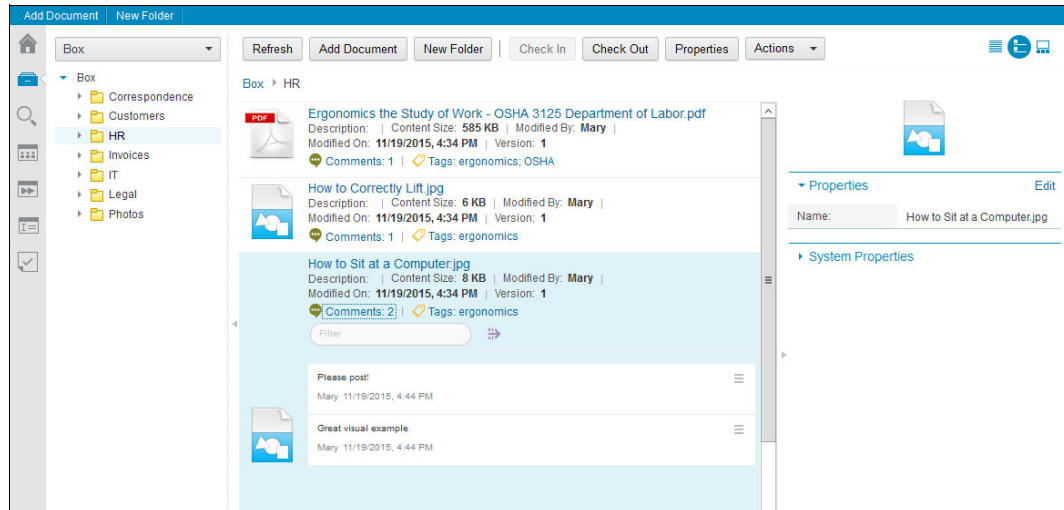 Add Document New Folder
Box
Refresh Add Document New Folder Check In Check Out Properties Actions
Box
Correspondence
Customers
HR
Invoices
IT
Legal
Photos
Box HR
PDF
Ergonomics the Study of Work - OSHA 3125 Department of Labor.pdf
Description: | Content Size: 585 KB | Modified By: Mary |
Modified On: 11/19/2015, 4:34 PM | Version: 1
Comments: 1 | Tags: ergonomics; OSHA
How to Correctly Lift.jpg
Description: | Content Size: 6 KB | Modified By: Mary |
Modified On: 11/19/2015, 4:34 PM | Version: 1
Comments: 1 | Tags: ergonomics
How to Sit at a Computer.jpg
Description: | Content Size: 8 KB | Modified By: Mary |
Modified On: 11/19/2015, 4:34 PM | Version: 1
Comments: 2 | Tags: ergonomics
Filter
Please post!
Mary 11/19/2015, 4:44 PM
Great visual example
Mary 11/19/2015, 4:44 PM
Properties Edit
Name: How to Sit at a Computer.jpg
System Properties